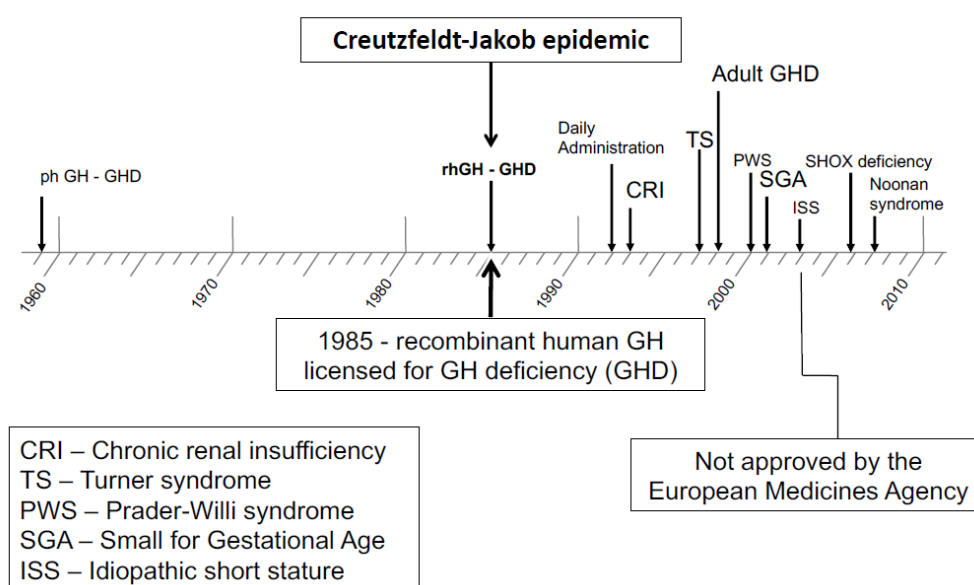 Creutzfeldt-Jakob epidemic
Adult GHD
Daily
Administration
TS
PWS
SHOX deficiency
ph GH - GHD
rhGH - GHD
CRI
SGA
Noonan
syndrome
ISS
1960
1970
1980
1990
2000
2010
1985 - recombinant human GH
licensed for GH deficiency (GHD)
CRI – Chronic renal insufficiency
TS – Turner syndrome
PWS – Prader-Willi syndrome
SGA – Small for Gestational Age
ISS – Idiopathic short stature
Not approved by the
European Medicines Agency